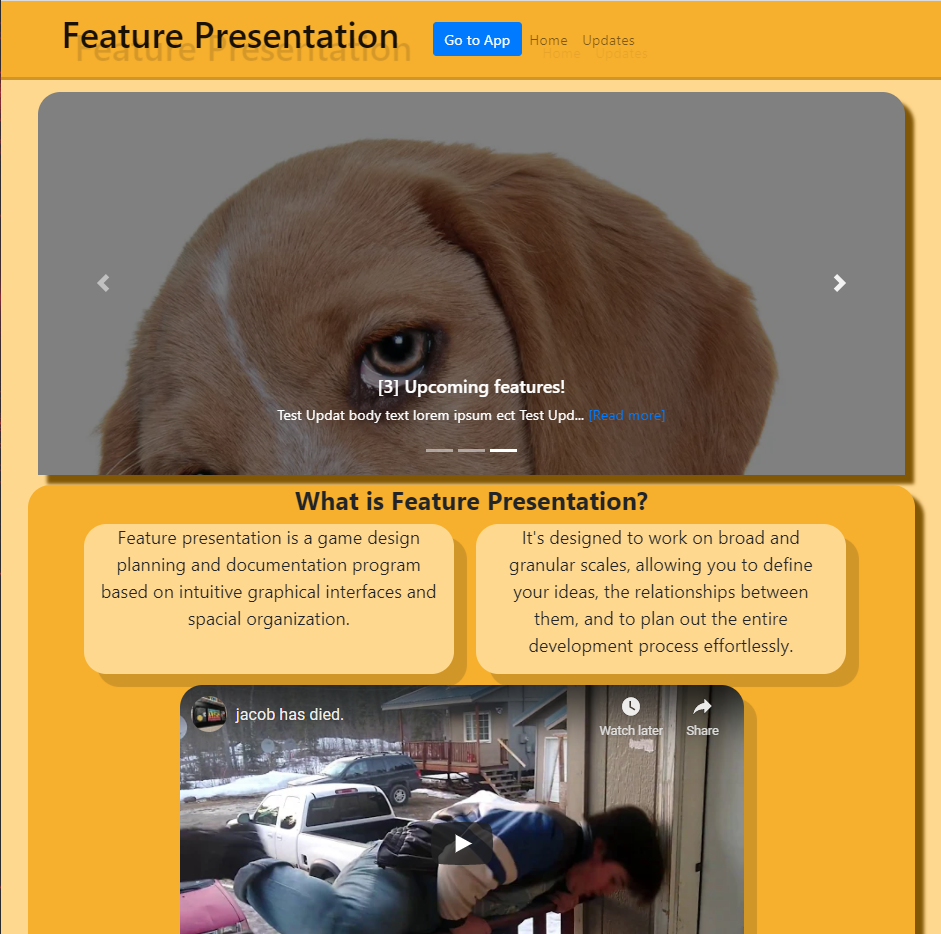 Feature Presentation
Go to App Home Updates
[3] Upcoming features!
Test Updat body text lorem ipsum ect Test Upd... [Read more]
What is Feature Presentation?
Feature presentation is a game design
planning and documentation program
based on intuitive graphical interfaces and
spacial organization.
It's designed to work on broad and
granular scales, allowing you to define
your ideas, the relationships between
them, and to plan out the entire
development process effortlessly.
jacob has died.
Watch later Share